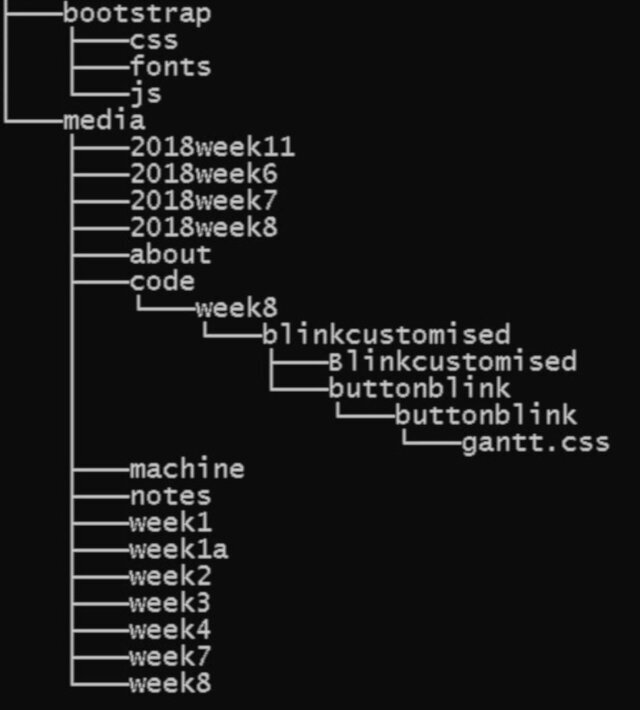 bootstrap
css
fonts
js
media
2018week11
2018week6
2018week7
2018week8
about
code
week8
blinkcustomised
Blinkcustomised
buttonblink
buttonblink
gantt.css
machine
notes
week1
week1a
week2
week3
week4
week7
week8